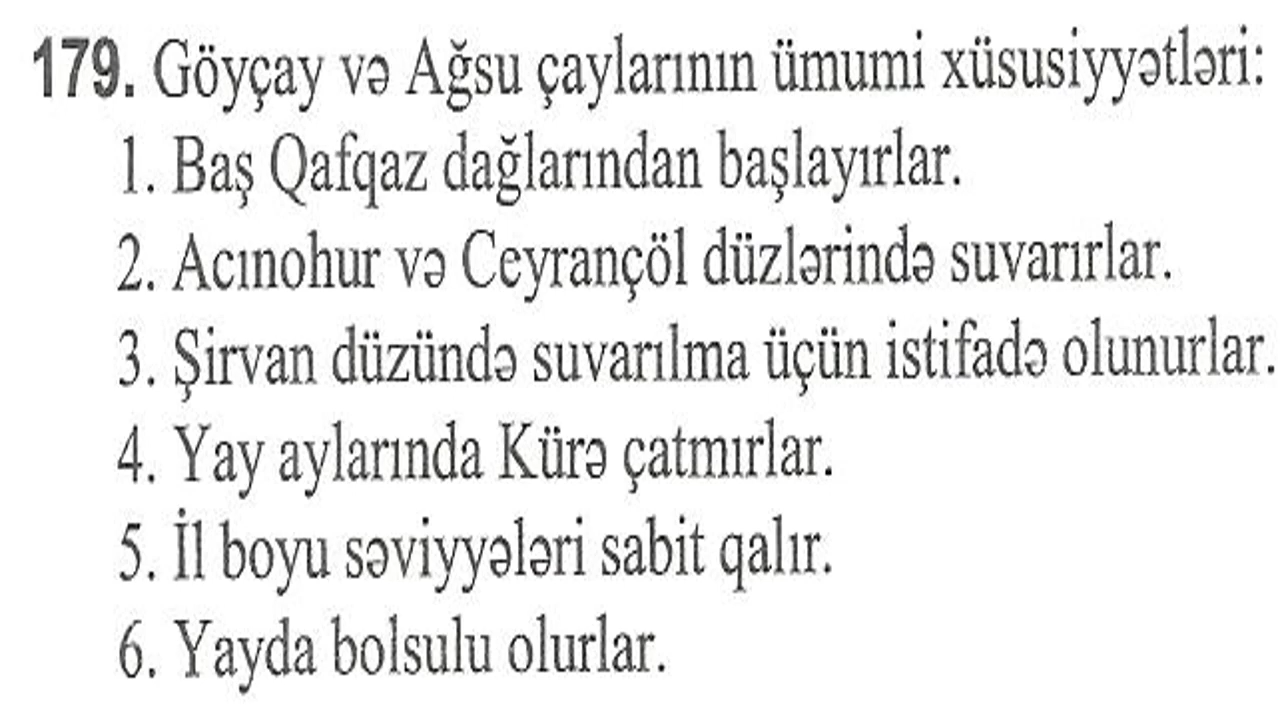 179. Göyçay və Ağsu çaylarının ümumi xüsusiyyətləri:
1. Baş Qafqaz dağlarından başlayırlar.
2. Acınohur və Ceyrançöl düzlərində suvarırlar.
3. Şirvan düzündə suvarılma üçün istifadə olunurlar.
4. Yay aylarında Kürə çatmırlar.
5. İl boyu səviyyələri sabit qalır.
6. Yayda bolsulu olurlar.